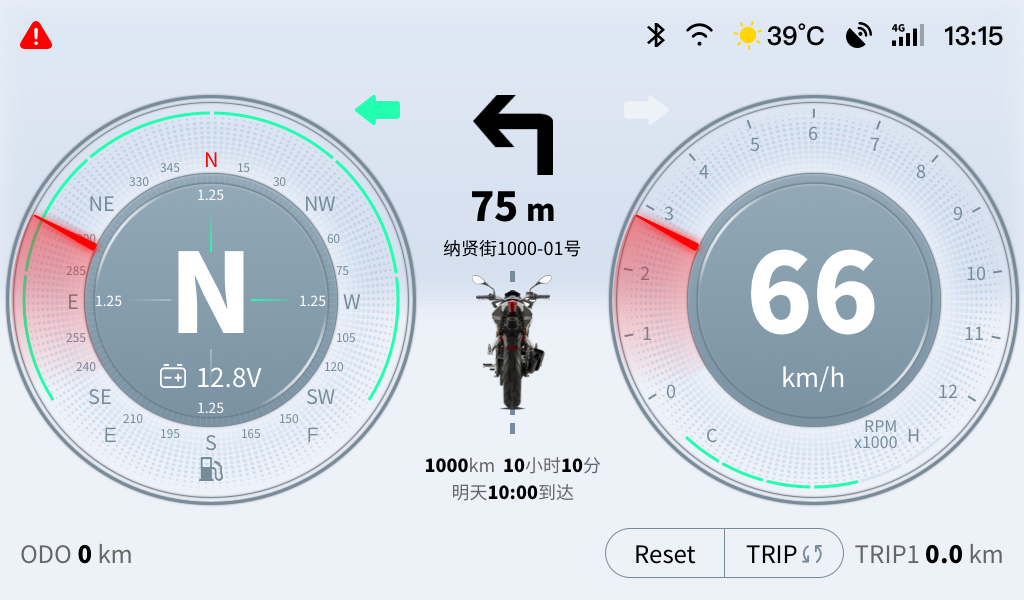 39°C 4G 13:15
75 m
纳贤街1000-01号
N
345 15
330 30
NE NW
1.25
60
285 75
E 1.25 N 1.25 W
255 105
240 120
12.8V
SE SW
1.25
210 150
E 195 165 F
S
6
5 7
4 8
3 9
2 10
1 11
0 12
66
km/h
RPM
x1000
C H
1000km 10小时10分
明天10:00到达
ODO 0 km
Reset TRIP TRIP1 0.0 km